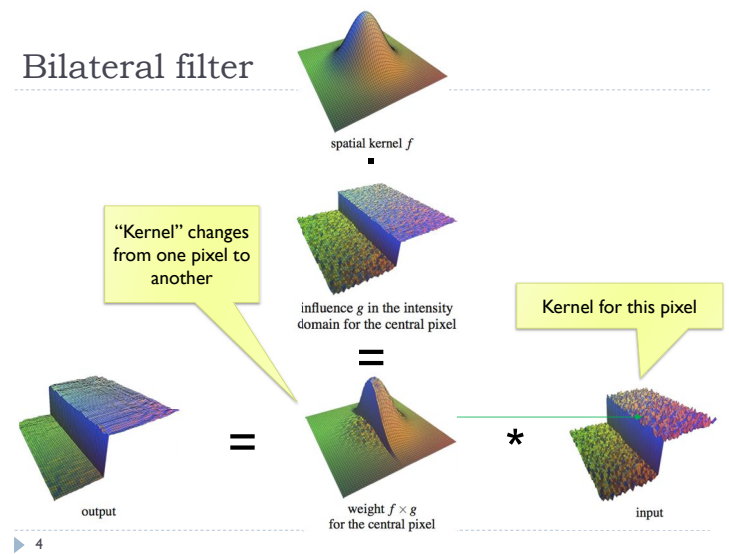 Bilateral filter
spatial kernel f
.
influence g in the intensity
domain for the central pixel
“Kernel” changes
from one pixel to
another
Kernel for this pixel
=
output
=
weight f × g
for the central pixel
*
input
4